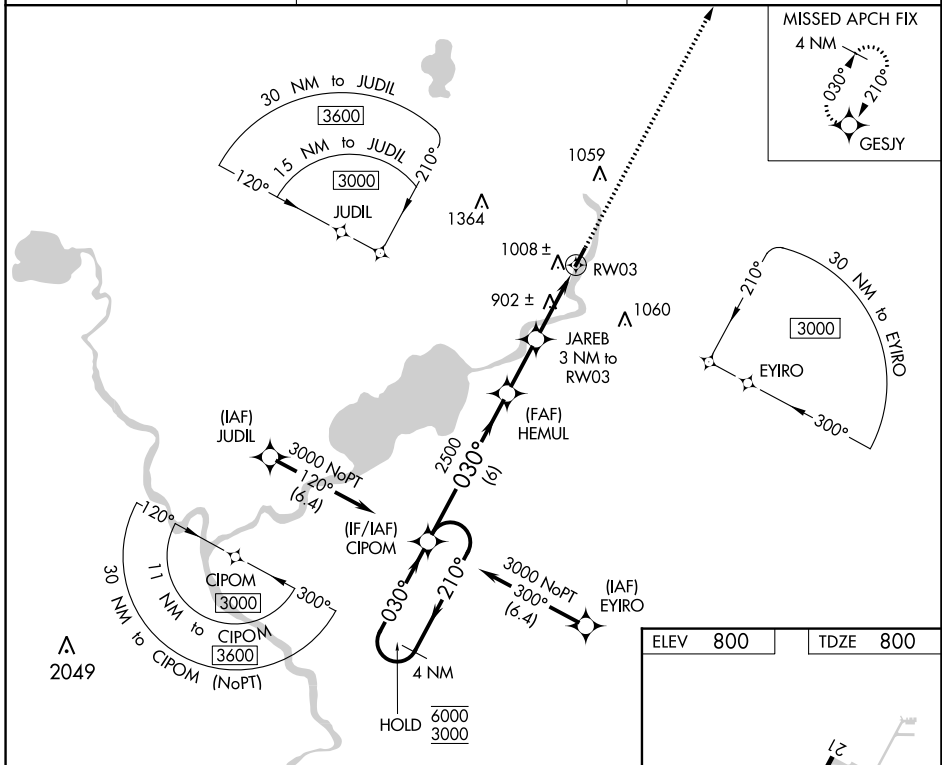 MISSED APCH FIX
4 NM
030°
210°
GESJY
30 NM to JUDIL
3600
15 NM to JUDIL
3000
120°
210°
JUDIL
1059
1364
1008 ±
RW03
902 ±
1060
JAREB
3 NM to
RW03
30 NM to EYIRO
210°
3000
EYIRO
300°
(FAF)
HEMUL
(IAF)
JUDIL
3000 NoPT
120°
(6.4)
2500
030°
(6)
(IF/IAF)
CIPOM
120°
CIPOM
3000
300°
11 NM to CIPOM
3600
30 NM to CIPOM (NoPT)
2049
030°
210°
3000 NoPT
300°
(6.4)
(IAF)
EYIRO
4 NM
HOLD
6000
3000
ELEV 800
TDZE 800
21